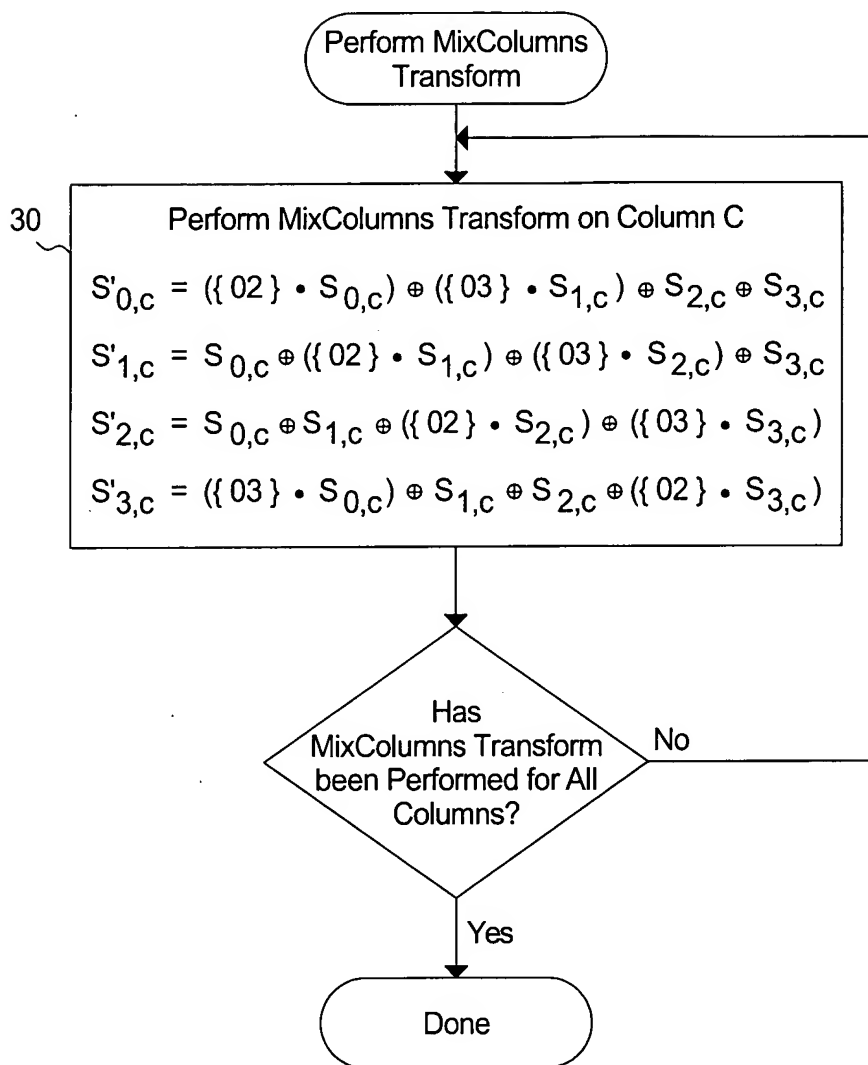 Perform MixColumns
Transform
30
Perform MixColumns Transform on Column C
S'0,c = ({02} • S0,c) ⊕ ({03} • S1,c) ⊕ S2,c ⊕ S3,c
S'1,c = S0,c ⊕ ({02} • S1,c) ⊕ ({03} • S2,c) ⊕ S3,c
S'2,c = S0,c ⊕ S1,c ⊕ ({02} • S2,c) ⊕ ({03} • S3,c)
S'3,c = ({03} • S0,c) ⊕ S1,c ⊕ S2,c ⊕ ({02} • S3,c)
Has
MixColumns Transform
been Performed for All
Columns?
No
Yes
Done